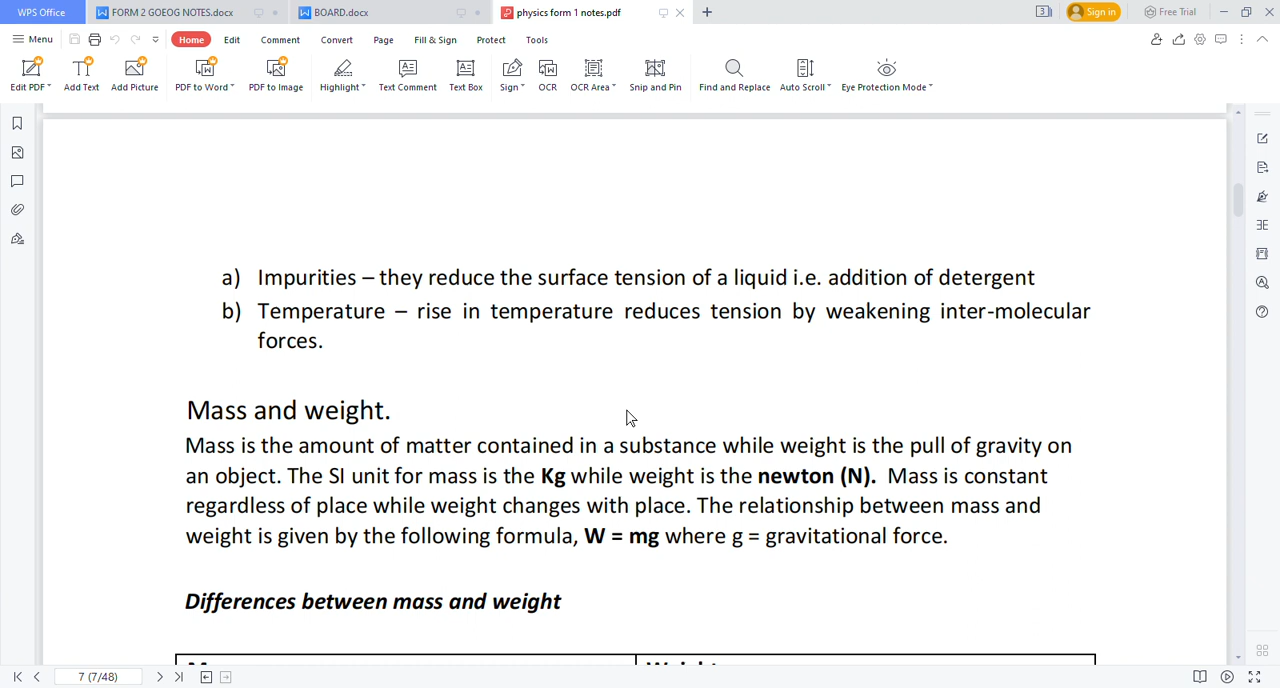 WPS Office FORM 2 GOEOG NOTES.docx BOARD.docx physics form 1 notes.pdf + 3 Sign in Free Trial
Menu Home Edit Comment Convert Page Fill & Sign Protect Tools
Edit PDF Add Text Add Picture PDF to Word PDF to Image Highlight Text Comment Text Box Sign OCR OCR Area Snip and Pin Find and Replace Auto Scroll Eye Protection Mode
a) Impurities – they reduce the surface tension of a liquid i.e. addition of detergent
b) Temperature – rise in temperature reduces tension by weakening inter-molecular
forces.
Mass and weight.
Mass is the amount of matter contained in a substance while weight is the pull of gravity on
an object. The SI unit for mass is the Kg while weight is the newton (N). Mass is constant
regardless of place while weight changes with place. The relationship between mass and
weight is given by the following formula, W = mg where g = gravitational force.
Differences between mass and weight
7 (7/48)